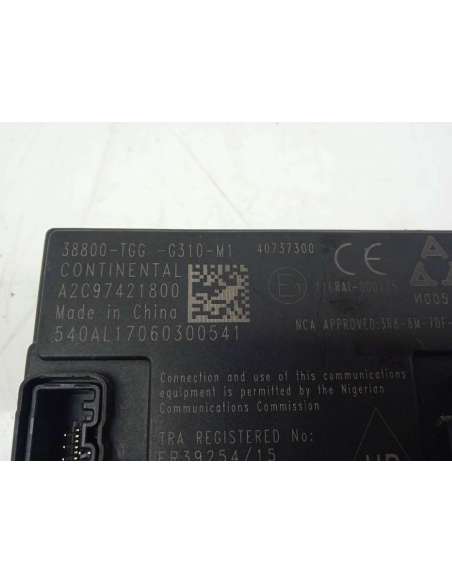 38800-TGG -G310-M1 40737300
CONTINENTAL
A2C97421800
Made in China
540AL17060300541
CE
E1
NCA APPROVED:
Connection and use of this communications
equipment is permitted by the Nigerian
Communications Commission
TRA REGISTERED No:
ER39254/15